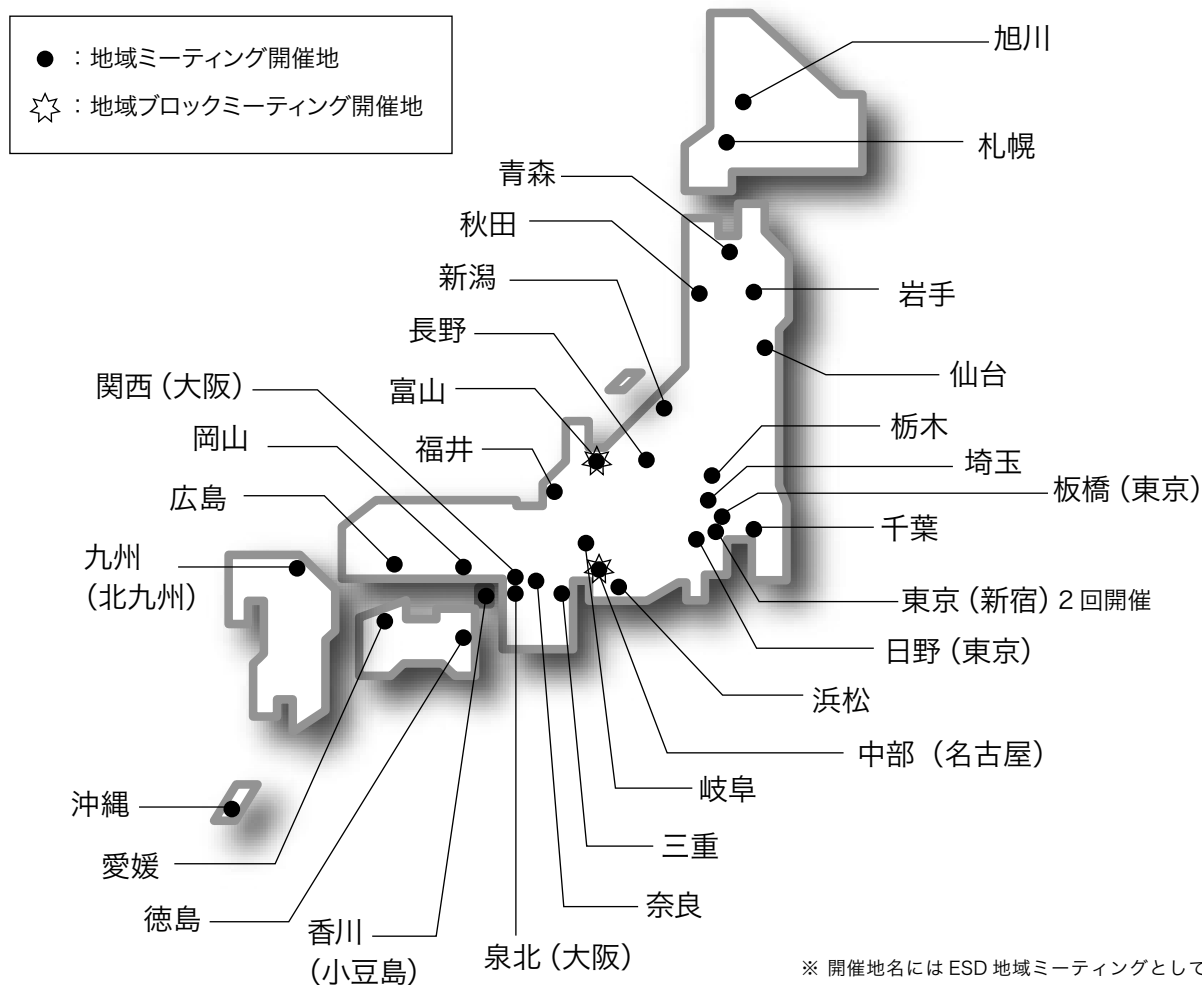 ● ：地域ミーティング開催地
：地域ブロックミーティング開催地
旭川
札幌
青森
秋田
新潟
長野
富山
福井
関西（大阪）
岡山
広島
九州
（北九州）
岩手
仙台
栃木
埼玉
板橋（東京）
千葉
東京（新宿）2 回開催
日野（東京）
浜松
中部（名古屋）
岐阜
三重
奈良
泉北（大阪）
香川
（小豆島）
徳島
愛媛
沖縄
※ 開催地名には ESD 地域ミーティングとして